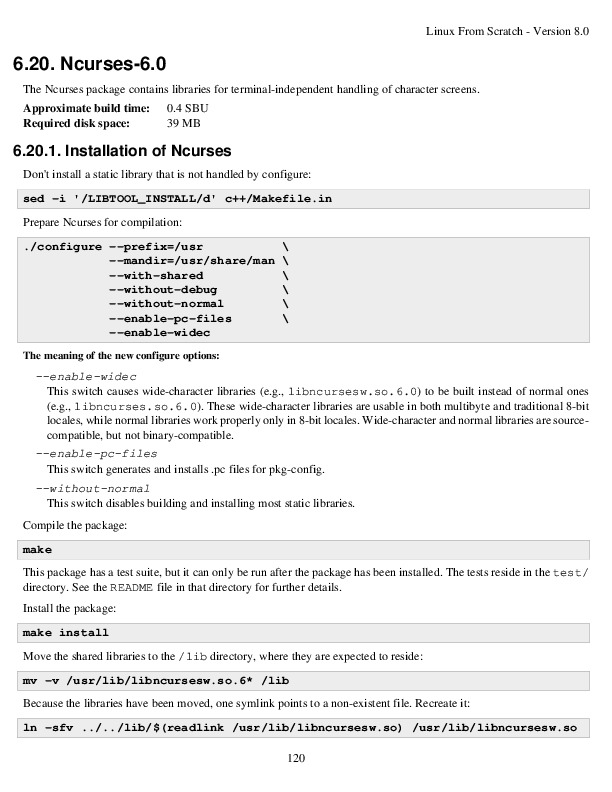 Linux From Scratch - Version 8.0
6.20. Ncurses-6.0
The Ncurses package contains libraries for terminal-independent handling of character screens.
Approximate build time: 0.4 SBU
Required disk space: 39 MB
6.20.1. Installation of Ncurses
Don't install a static library that is not handled by configure:
sed -i '/LIBTOOL_INSTALL/d' c++/Makefile.in
Prepare Ncurses for compilation:
./configure --prefix=/usr \
--mandir=/usr/share/man \
--with-shared \
--without-debug \
--without-normal \
--enable-pc-files \
--enable-widec
The meaning of the new configure options:
--enable-widec
This switch causes wide-character libraries (e.g., libncursesw.so.6.0) to be built instead of normal ones
(e.g., libncurses.so.6.0). These wide-character libraries are usable in both multibyte and traditional 8-bit
locales, while normal libraries work properly only in 8-bit locales. Wide-character and normal libraries are source-
compatible, but not binary-compatible.
--enable-pc-files
This switch generates and installs .pc files for pkg-config.
--without-normal
This switch disables building and installing most static libraries.
Compile the package:
make
This package has a test suite, but it can only be run after the package has been installed. The tests reside in the test/
directory. See the README file in that directory for further details.
Install the package:
make install
Move the shared libraries to the /lib directory, where they are expected to reside:
mv -v /usr/lib/libncursesw.so.6* /lib
Because the libraries have been moved, one symlink points to a non-existent file. Recreate it:
ln -sfv ../../lib/$(readlink /usr/lib/libncursesw.so) /usr/lib/libncursesw.so
120